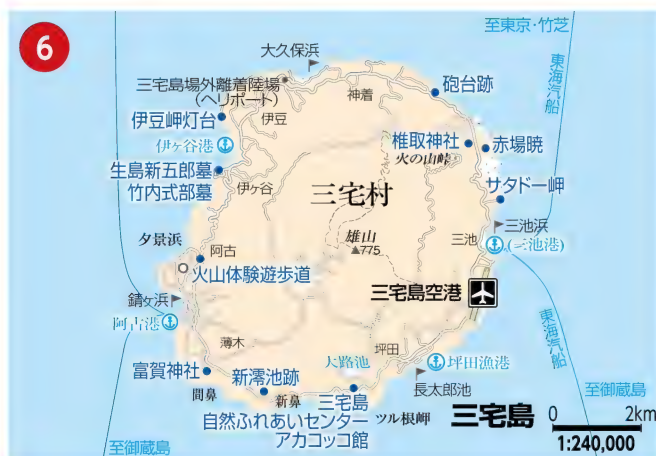 6
至東京・竹芝
東海汽船
大久保浜
三宅島場外離着陸場
(ヘリポート)
神着
砲台跡
伊豆
伊豆岬灯台
伊ヶ谷港
椎取神社
赤場暁
火の山峠
生島新五郎墓
竹内式部墓
伊ヶ谷
三宅村
サタドー岬
夕景浜
阿古
雄山
▲775
三池
三池浜
(三池港)
火山体験遊歩道
三宅島空港
錆ヶ浜
阿古港
薄木
坪田
大路池
坪田漁港
東海汽船
富賀神社
間鼻
新澪池跡
新鼻
三宅島
自然ふれあいセンター
アカコッコ館
長太郎池
ツル根岬
至御蔵島
至御蔵島
三宅島
0 2km
1:240,000